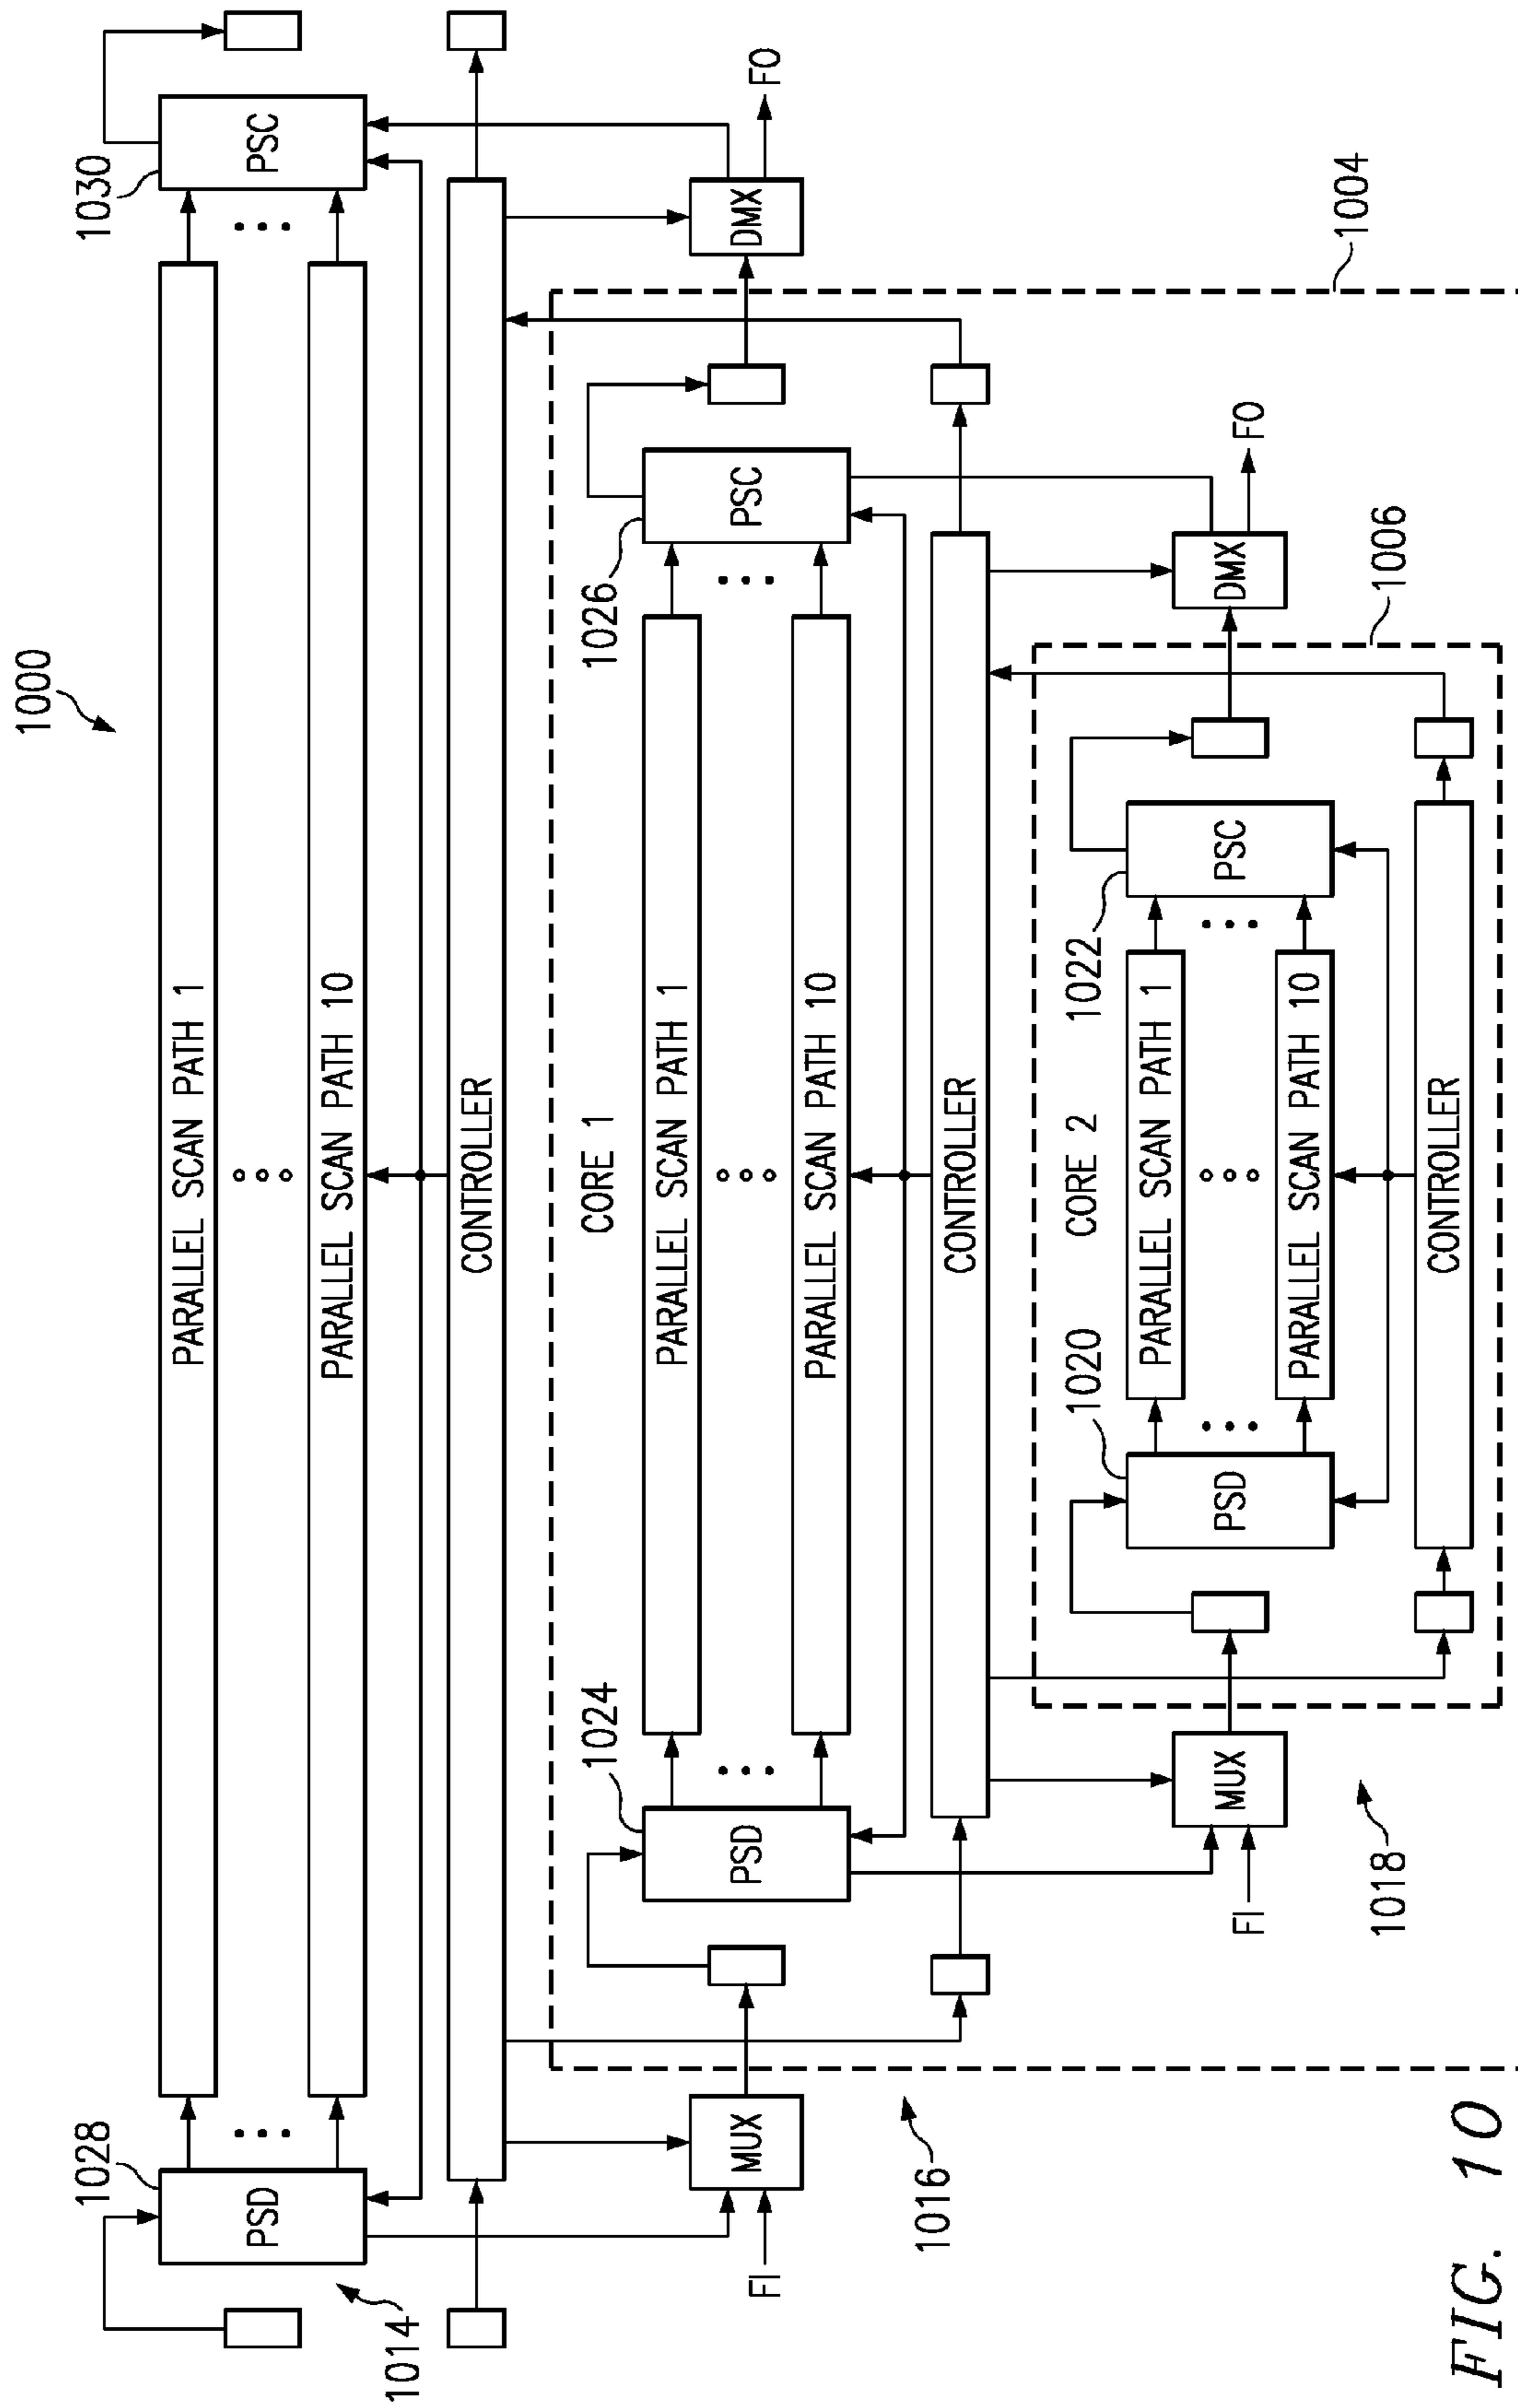 1000
1028
PSD
PARALLEL SCAN PATH 1
PARALLEL SCAN PATH 10
1030
PSC
1014
CONTROLLER
MUX
FI
DMX
FO
1016
1004
CORE 1
1024
PSD
PARALLEL SCAN PATH 1
PARALLEL SCAN PATH 10
1026
PSC
CONTROLLER
MUX
FI
DMX
FO
1018
1006
CORE 2
1020
PSD
PARALLEL SCAN PATH 1
PARALLEL SCAN PATH 10
1022
PSC
CONTROLLER
FIG. 10